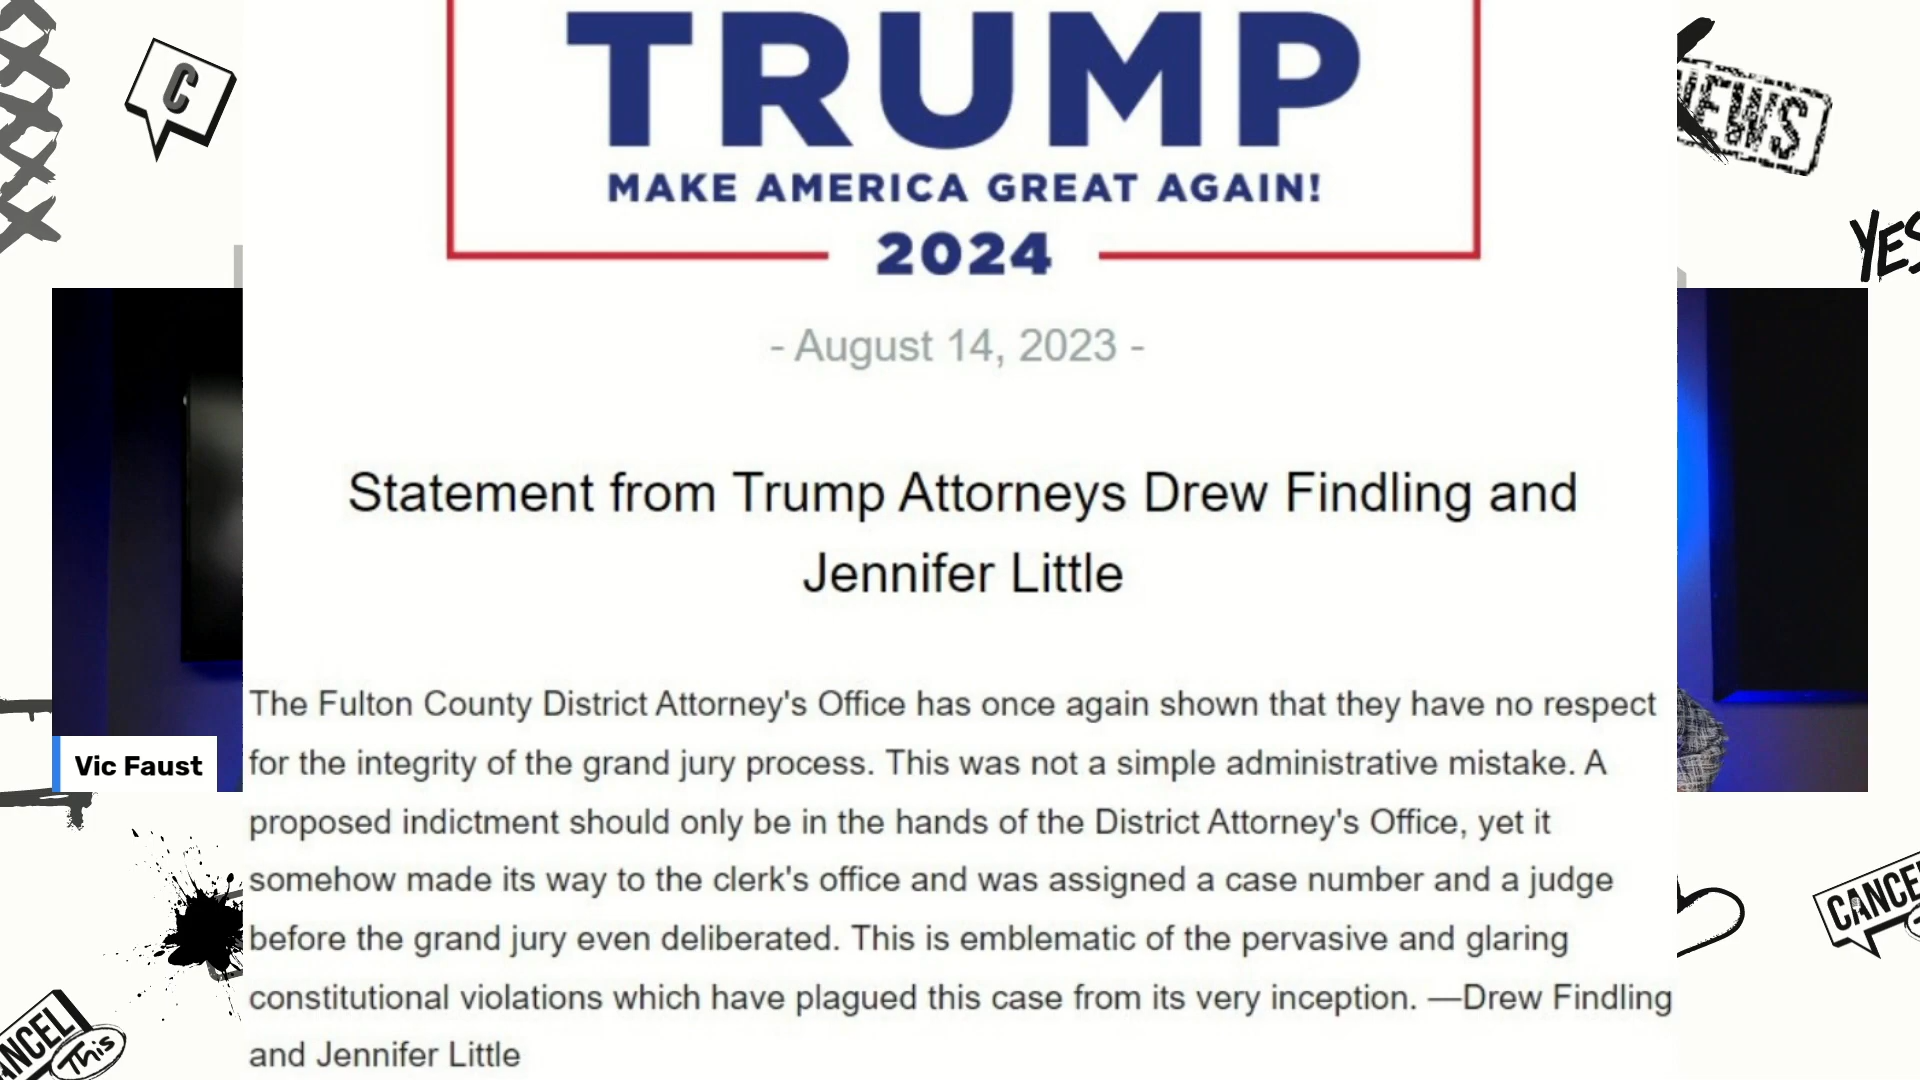 TRUMP
MAKE AMERICA GREAT AGAIN!
2024
- August 14, 2023 -
Statement from Trump Attorneys Drew Findling and
Jennifer Little
The Fulton County District Attorney's Office has once again shown that they have no respect
for the integrity of the grand jury process. This was not a simple administrative mistake. A
proposed indictment should only be in the hands of the District Attorney's Office, yet it
somehow made its way to the clerk's office and was assigned a case number and a judge
before the grand jury even deliberated. This is emblematic of the pervasive and glaring
constitutional violations which have plagued this case from its very inception. —Drew Findling
and Jennifer Little
Vic Faust
C
NEWS
YES
CANCE
ANCEL
This